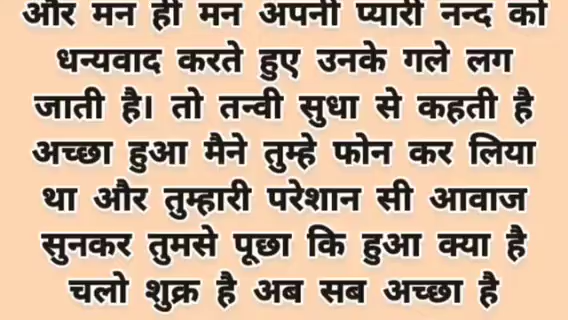 और मन ही मन अपनी प्यारी नन्द को
धन्यवाद करते हुए उनके गले लग
जाती है। तो तन्वी सुधा से कहती है
अच्छा हुआ मैने तुम्हे फोन कर लिया
था और तुम्हारी परेशान सी आवाज
सुनकर तुमसे पूछा कि हुआ क्या है
चलो शुक्र है अब सब अच्छा है